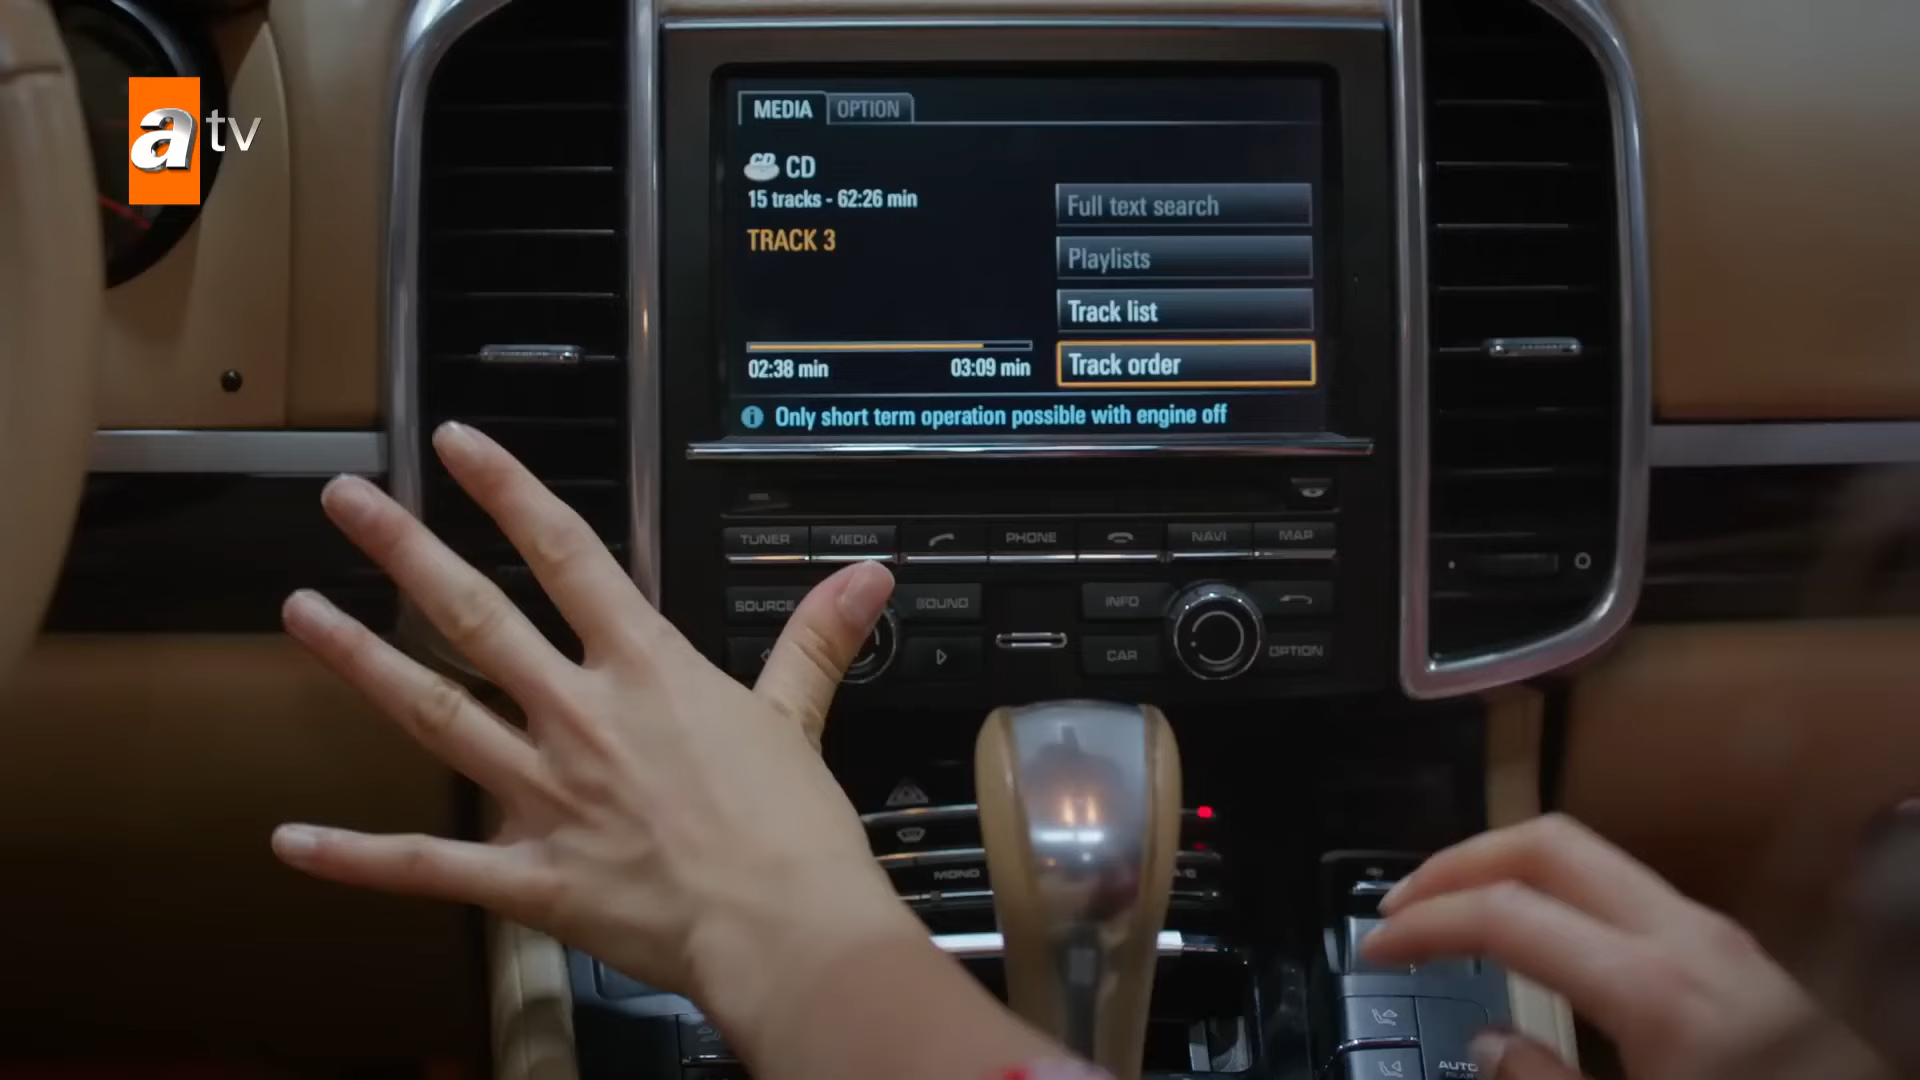 atv
MEDIA OPTION
CD CD
15 tracks - 62:26 min
TRACK 3
Full text search
Playlists
Track list
Track order
02:38 min 03:09 min
Only short term operation possible with engine off
TUNER MEDIA PHONE NAVI MAP
SOURCE SOUND INFO
CAR OPTION
MONO A/C
AUTO